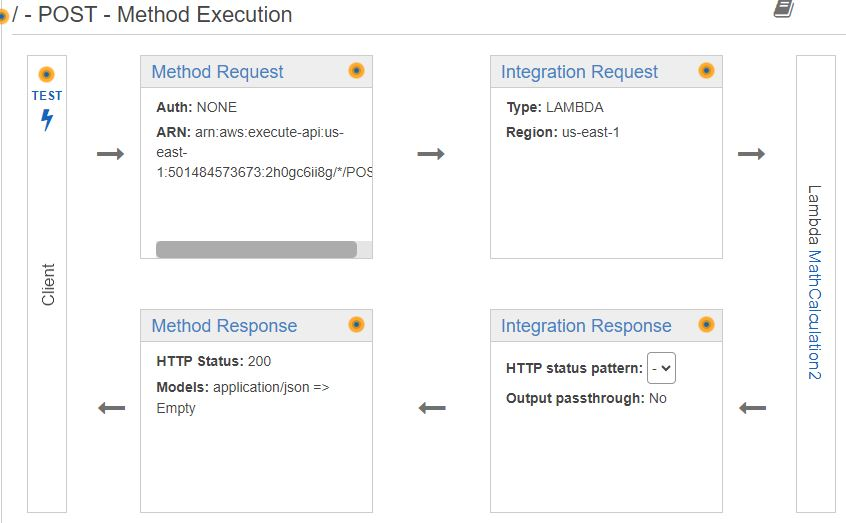 / - POST - Method Execution
TEST
Client
Method Request
Auth: NONE
ARN: arn:aws:execute-api:us-
east-
1:501484573673:2h0gc6ii8g/*/POS
Integration Request
Type: LAMBDA
Region: us-east-1
Lambda MathCalculation2
Method Response
HTTP Status: 200
Models: application/json =>
Empty
Integration Response
HTTP status pattern: -
Output passthrough: No